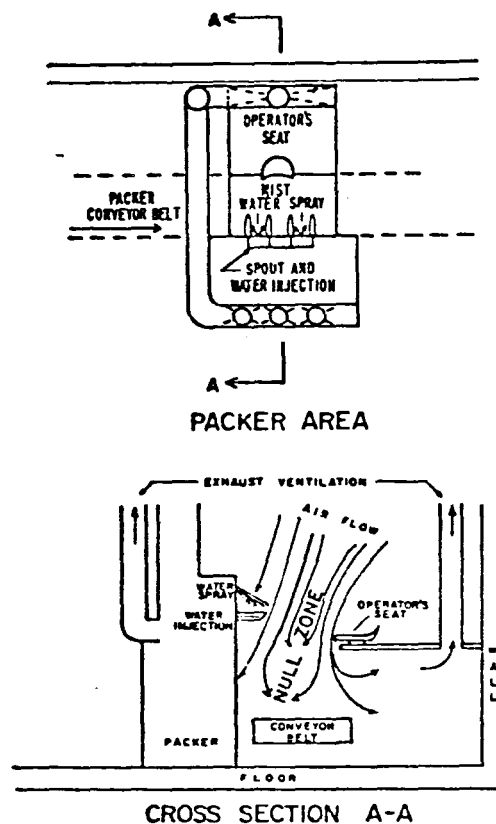 A
OPERATOR'S
SEAT
PACKER
CONVEYOR BELT
MIST
WATER SPRAY
SPOUT AND
WATER INJECTION
A
PACKER AREA
EXHAUST VENTILATION
AIR FLOW
WATER
SPRAY
WATER
INJECTION
NULL ZONE
OPERATOR'S
SEAT
WALL
CONVEYOR
BELT
PACKER
FLOOR
CROSS SECTION A-A